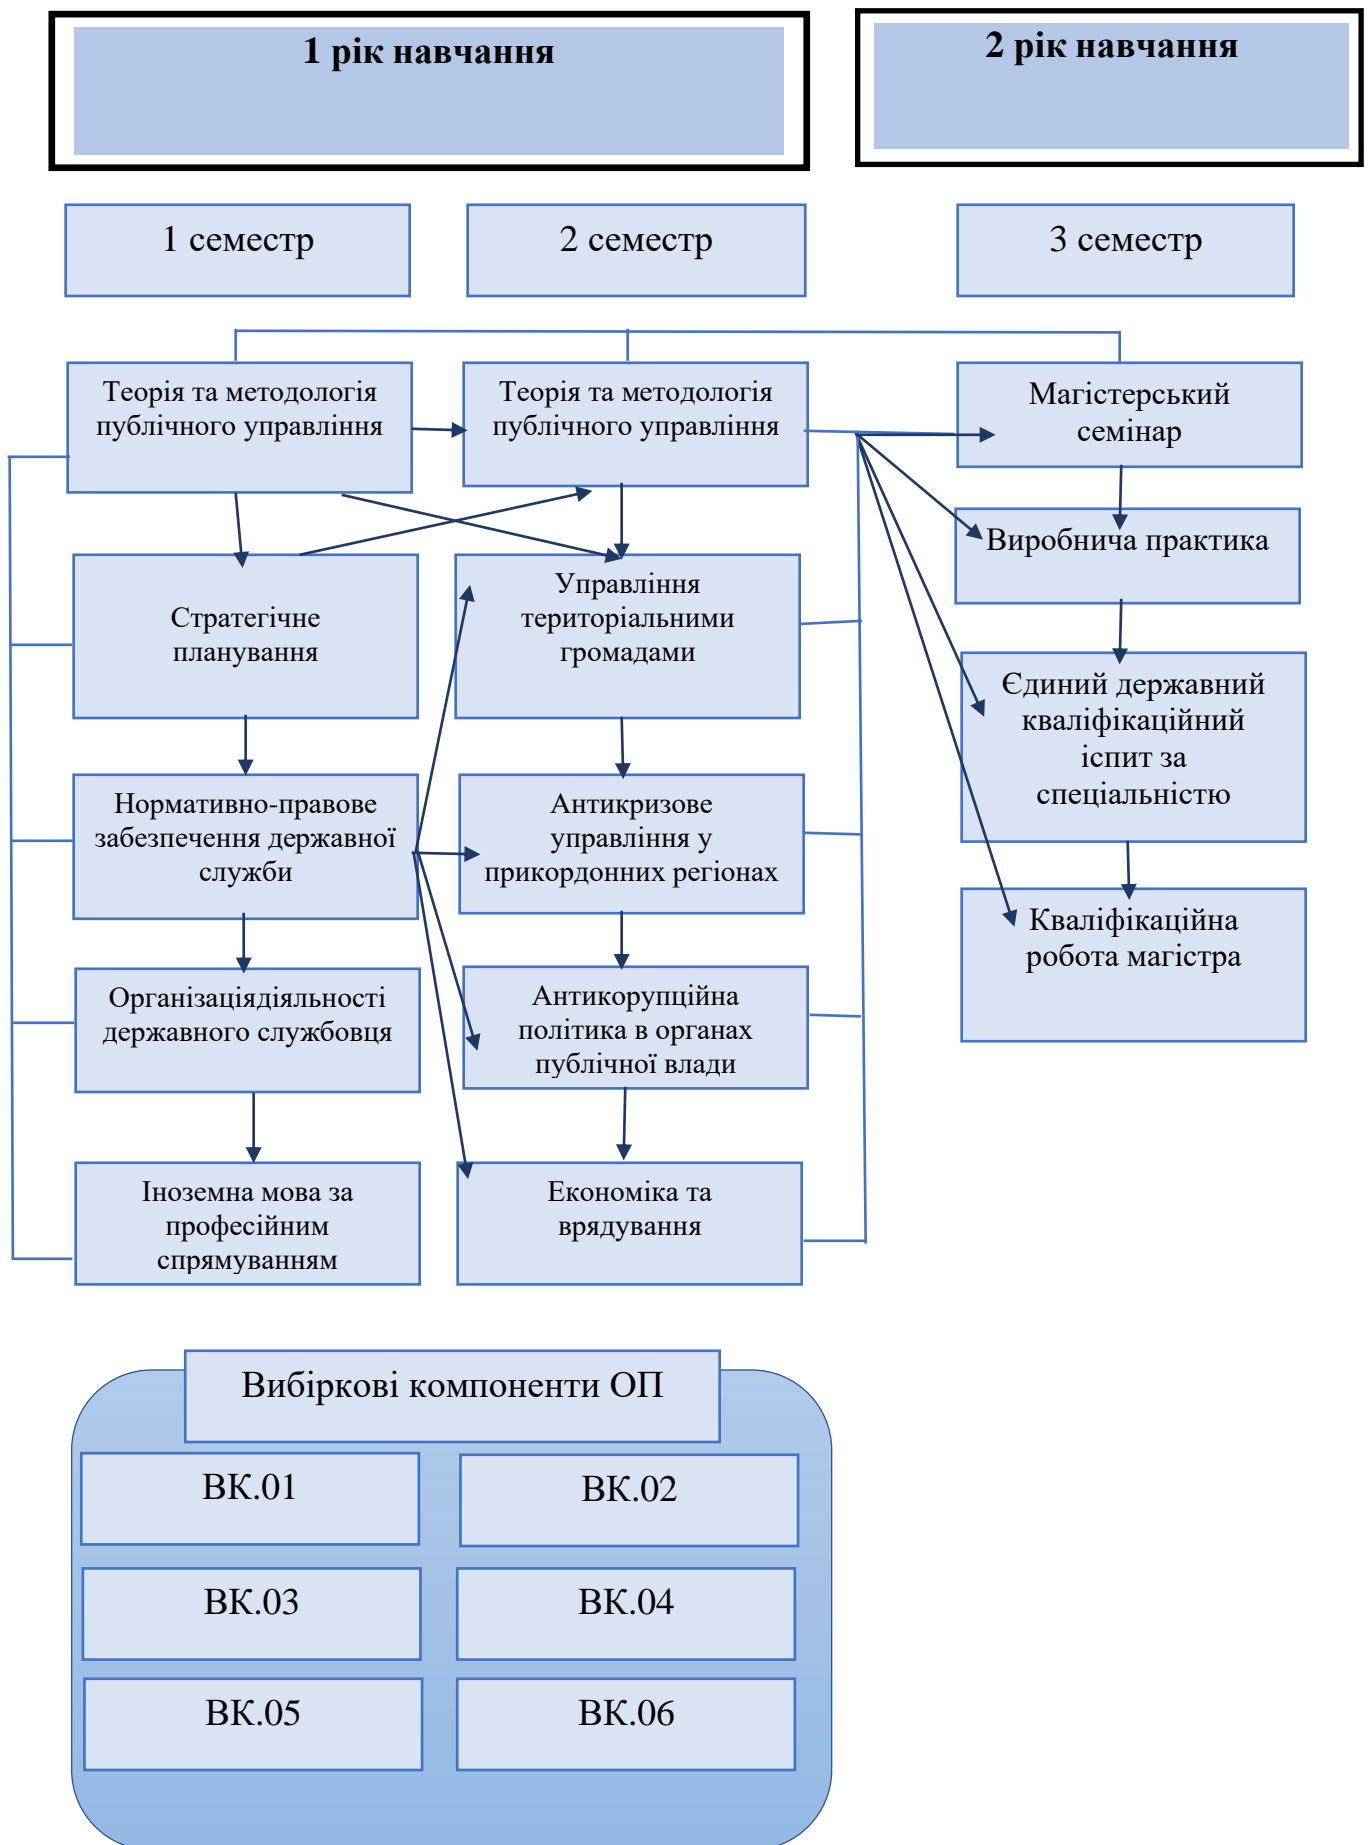 1 рік навчання
2 рік навчання
1 семестр
2 семестр
3 семестр
Теорія та методологія
публічного управління
Теорія та методологія
публічного управління
Магістерський
семінар
Виробнича практика
Стратегічне
планування
Управління
територіальними
громадами
Єдиний державний
кваліфікаційний
іспит за
спеціальністю
Нормативно-правове
забезпечення державної
служби
Антикризове
управління у
прикордонних регіонах
Кваліфікаційна
робота магістра
Організаціядіяльності
державного службовця
Антикорупційна
політика в органах
публічної влади
Іноземна мова за
професійним
спрямуванням
Економіка та
врядування
Вибіркові компоненти ОП
ВК.01
ВК.02
ВК.03
ВК.04
ВК.05
ВК.06